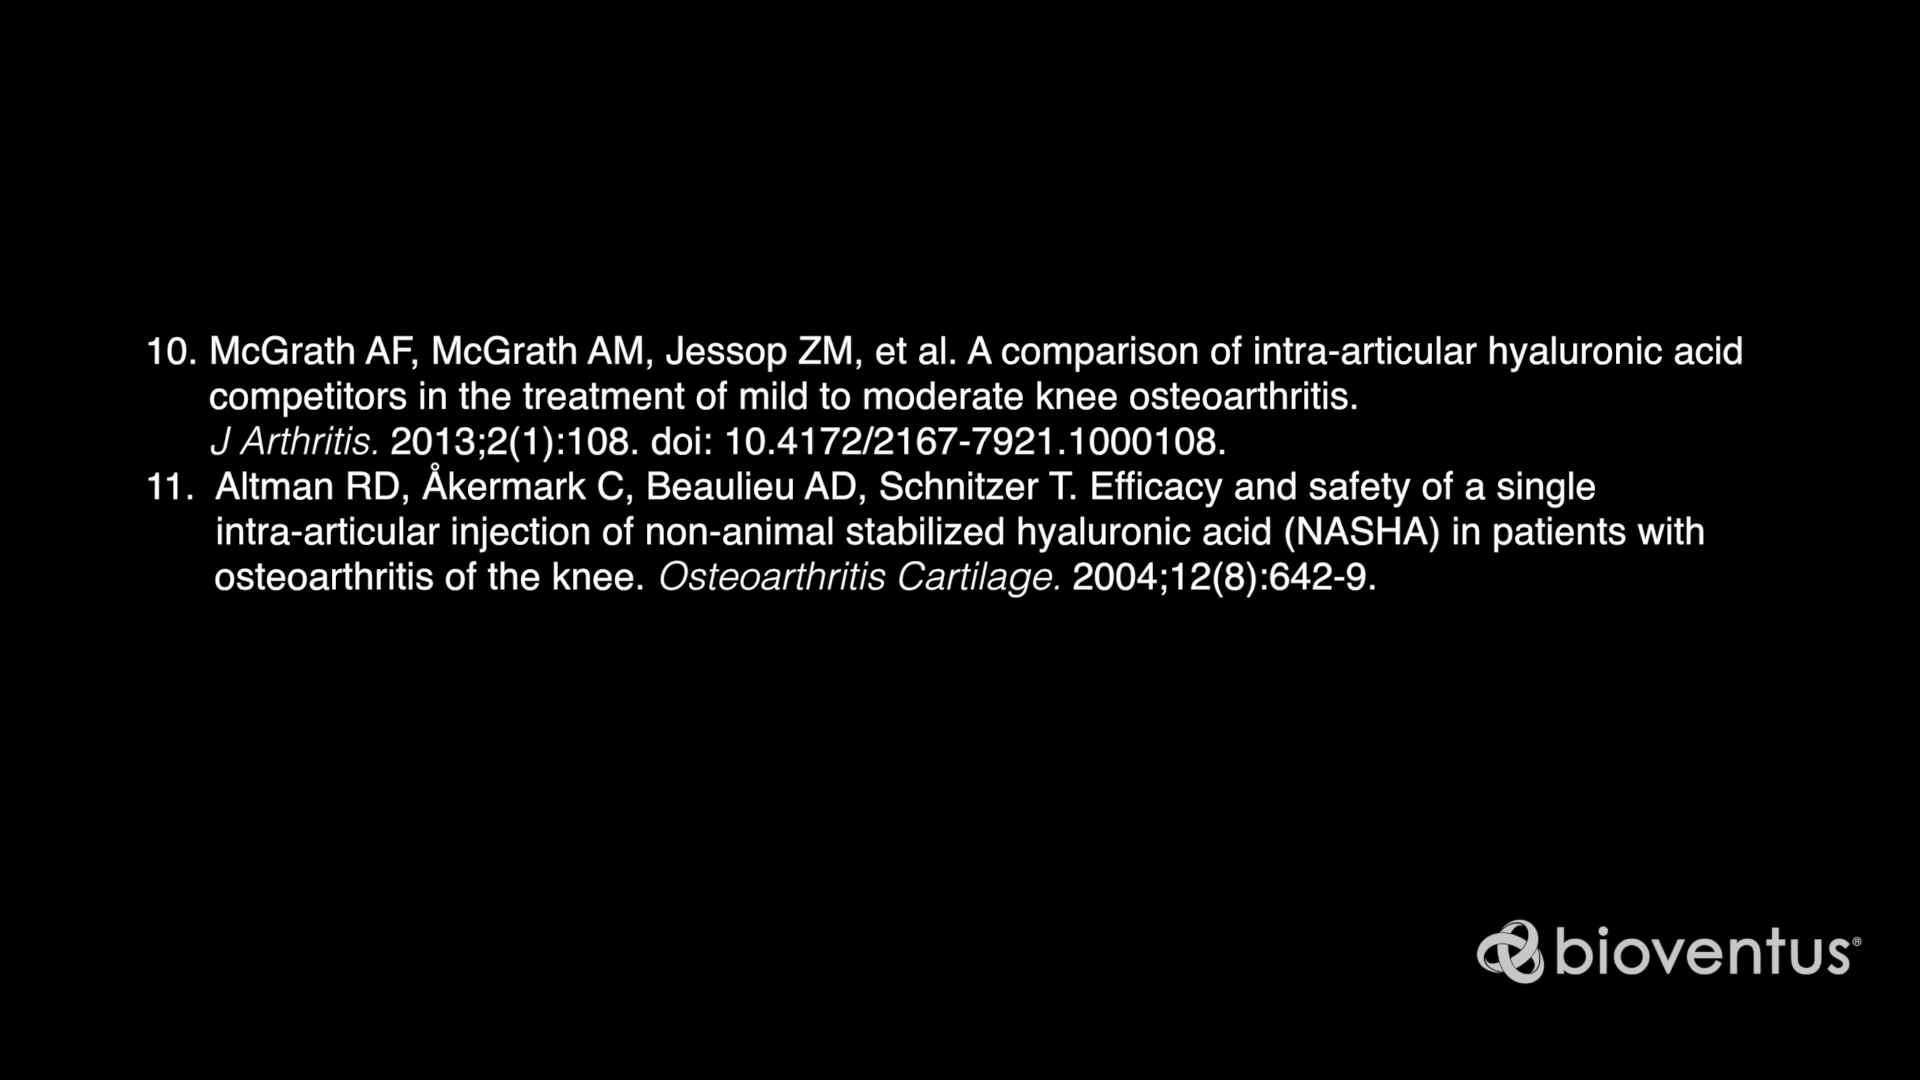 10. McGrath AF, McGrath AM, Jessop ZM, et al. A comparison of intra-articular hyaluronic acid
competitors in the treatment of mild to moderate knee osteoarthritis.
J Arthritis. 2013;2(1):108. doi: 10.4172/2167-7921.1000108.
11. Altman RD, Åkermark C, Beaulieu AD, Schnitzer T. Efficacy and safety of a single
intra-articular injection of non-animal stabilized hyaluronic acid (NASHA) in patients with
osteoarthritis of the knee. Osteoarthritis Cartilage. 2004;12(8):642-9.
bioventus®